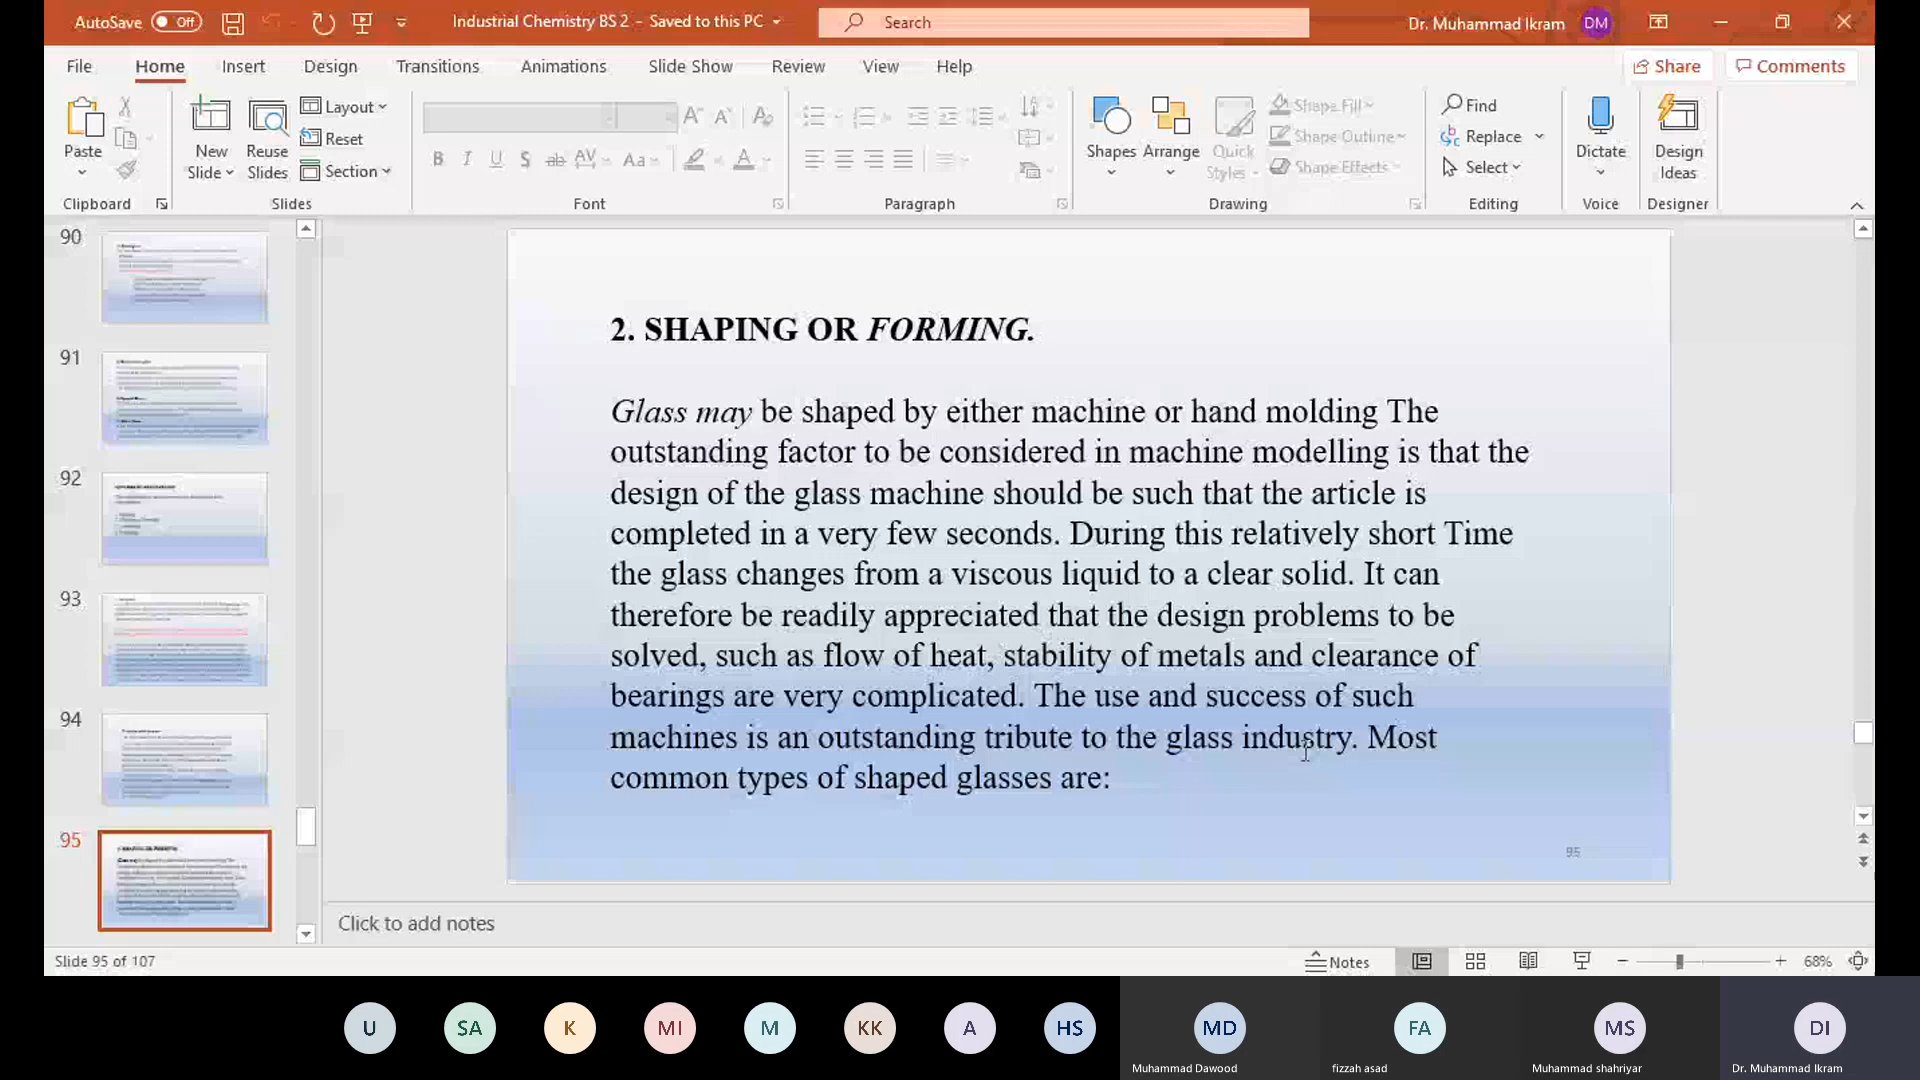 AutoSave Off Industrial Chemistry BS 2 - Saved to this PC Search Dr. Muhammad Ikram DM
File Home Insert Design Transitions Animations Slide Show Review View Help Share Comments
Paste
Clipboard
New Slide
Reuse Slides
Layout
Reset
Section
Slides
Font
Paragraph
Shapes
Arrange
Quick Styles
Shape Fill
Shape Outline
Shape Effects
Drawing
Find
Replace
Select
Editing
Dictate
Voice
Design Ideas
Designer
90
91
92
93
94
95
2. SHAPING OR FORMING.
Glass may be shaped by either machine or hand molding The
outstanding factor to be considered in machine modelling is that the
design of the glass machine should be such that the article is
completed in a very few seconds. During this relatively short Time
the glass changes from a viscous liquid to a clear solid. It can
therefore be readily appreciated that the design problems to be
solved, such as flow of heat, stability of metals and clearance of
bearings are very complicated. The use and success of such
machines is an outstanding tribute to the glass industry. Most
common types of shaped glasses are:
95
Click to add notes
Slide 95 of 107 Notes 68%
U SA K MI M KK A HS MD FA MS DI
Muhammad Dawood fizzah asad Muhammad shahriyar Dr. Muhammad Ikram